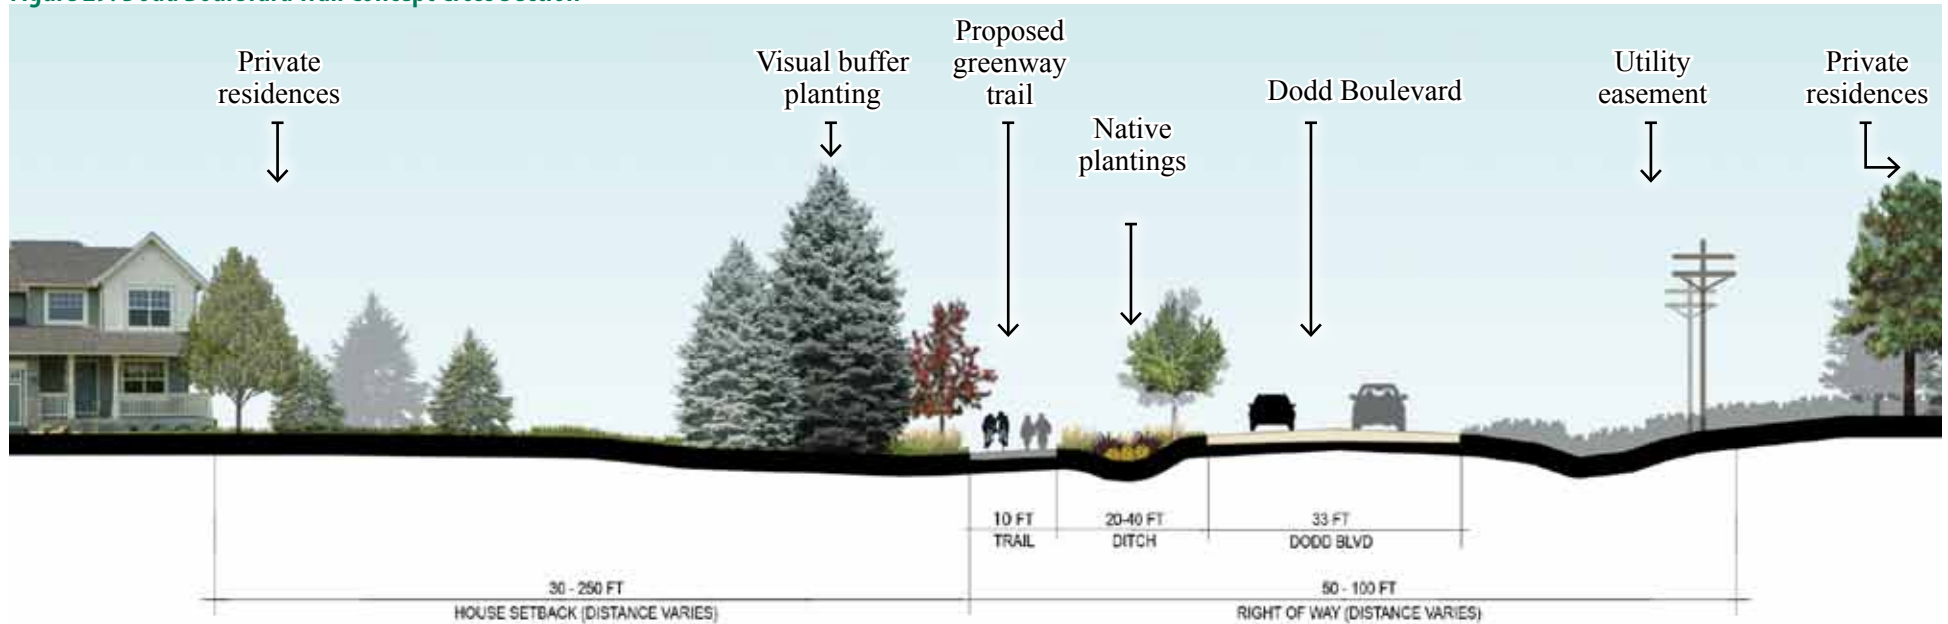 Private
residences
Visual buffer
planting
Proposed
greenway
trail
Native
plantings
Dodd Boulevard
Utility
easement
Private
residences
10 FT
TRAIL
20-40 FT
DITCH
33 FT
DODD BLVD
30 - 250 FT
HOUSE SETBACK (DISTANCE VARIES)
50 - 100 FT
RIGHT OF WAY (DISTANCE VARIES)